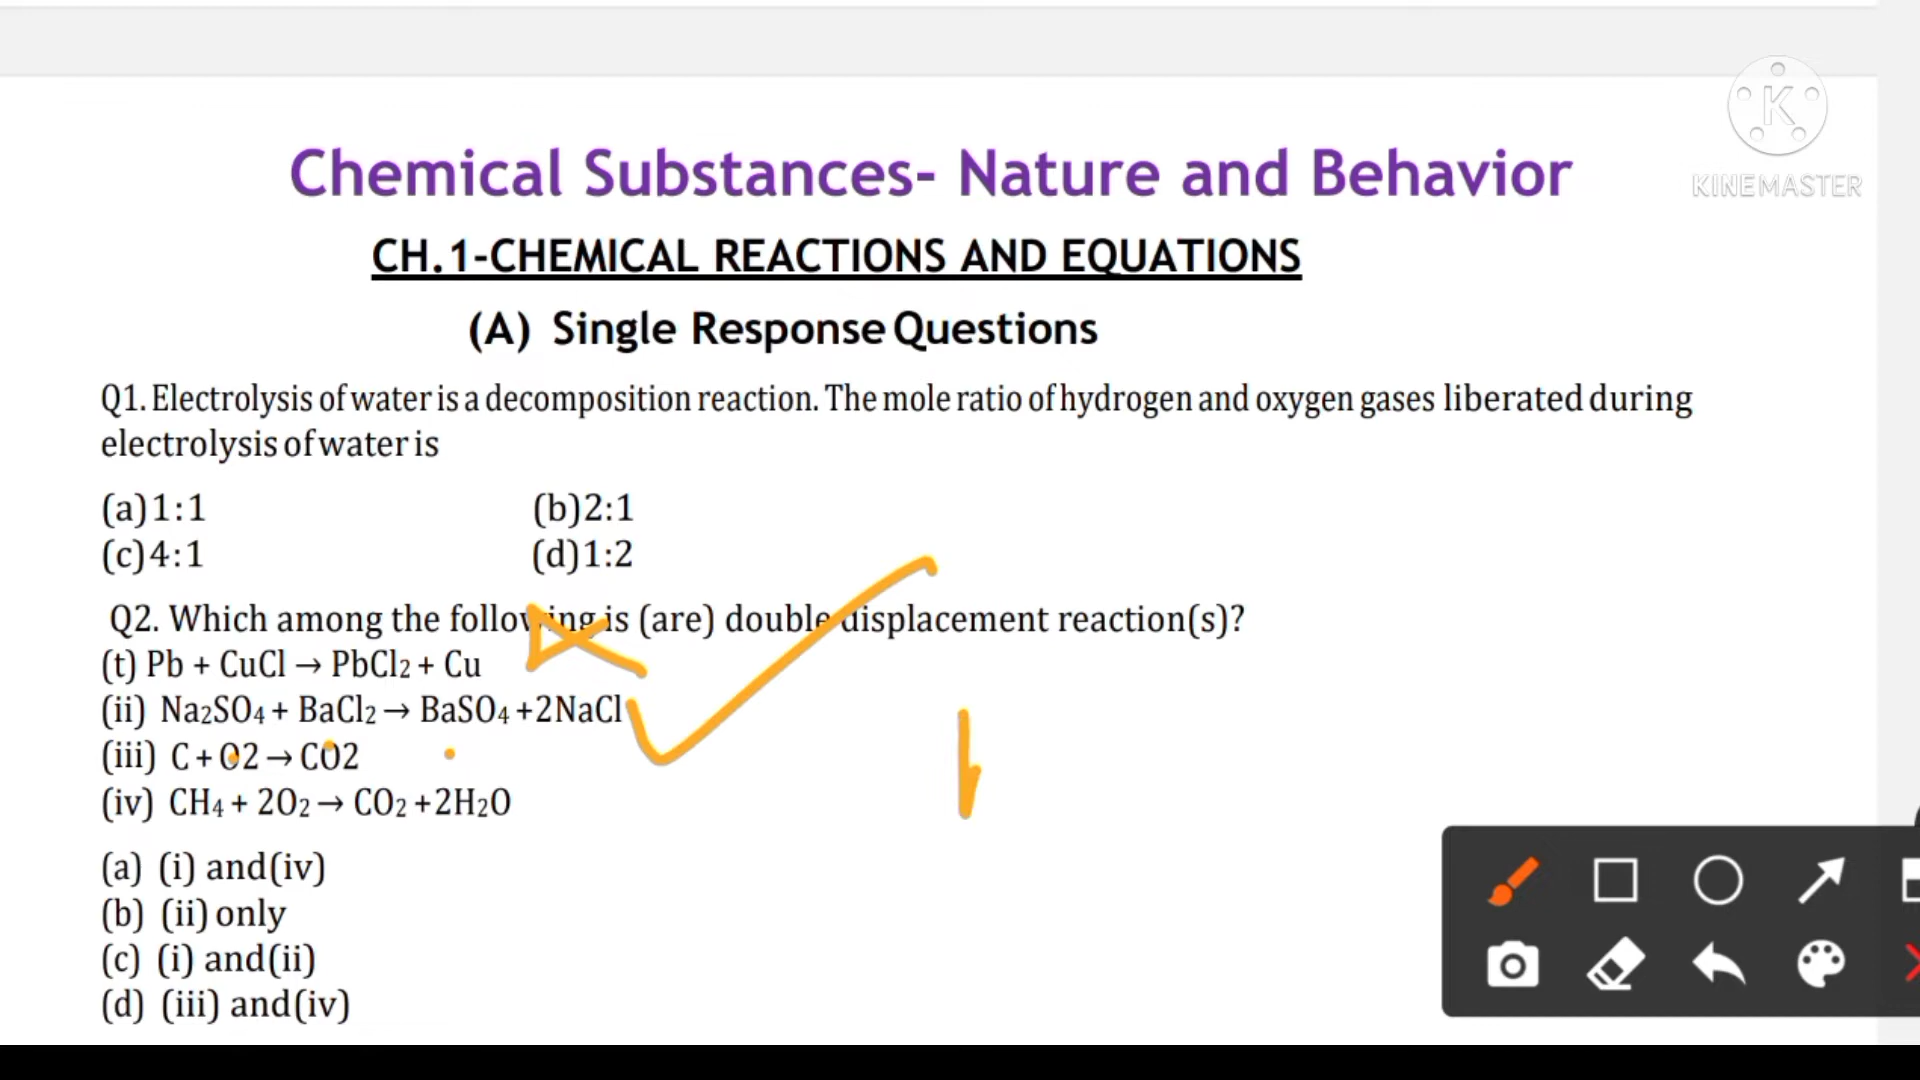 KINEMASTER
Chemical Substances- Nature and Behavior
CH.1-CHEMICAL REACTIONS AND EQUATIONS
(A) Single Response Questions
Q1. Electrolysis of water is a decomposition reaction. The mole ratio of hydrogen and oxygen gases liberated during
electrolysis of water is
(a)1:1 (b)2:1
(c)4:1 (d)1:2
Q2. Which among the following is (are) double displacement reaction(s)?
(t) Pb + CuCl → PbCl2 + Cu
(ii) Na2SO4 + BaCl2 → BaSO4 +2NaCl
(iii) C + O2 → CO2
(iv) CH4 + 2O2 → CO2 +2H2O
(a) (i) and(iv)
(b) (ii) only
(c) (i) and(ii)
(d) (iii) and(iv)